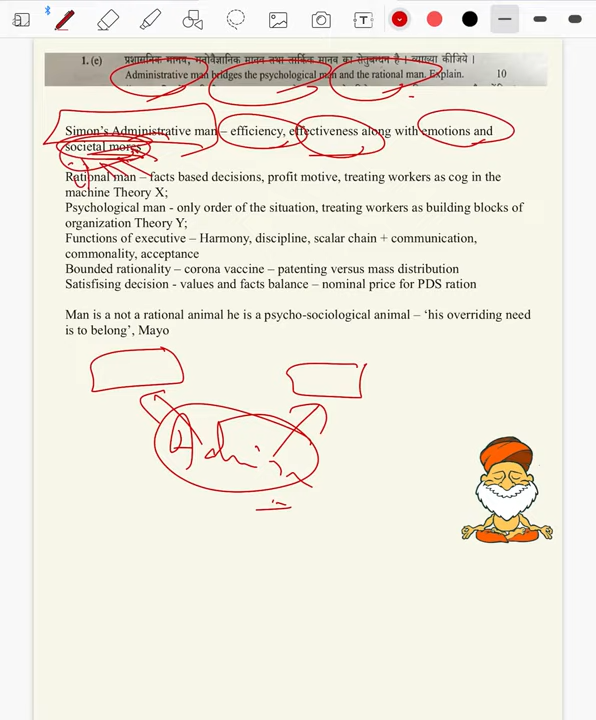 1. (e) प्रशासनिक मानव, मनोवैज्ञानिक मानव तथा तार्किक मानव का सेतुबन्धन है । व्याख्या कीजिये ।
Administrative man bridges the psychological man and the rational man. Explain. 10
Simon's Administrative man – efficiency, effectiveness along with emotions and
societal mores
Rational man – facts based decisions, profit motive, treating workers as cog in the
machine Theory X;
Psychological man - only order of the situation, treating workers as building blocks of
organization Theory Y;
Functions of executive – Harmony, discipline, scalar chain + communication,
commonality, acceptance
Bounded rationality – corona vaccine – patenting versus mass distribution
Satisfising decision - values and facts balance – nominal price for PDS ration
Man is a not a rational animal he is a psycho-sociological animal – ‘his overriding need
is to belong’, Mayo
Admin